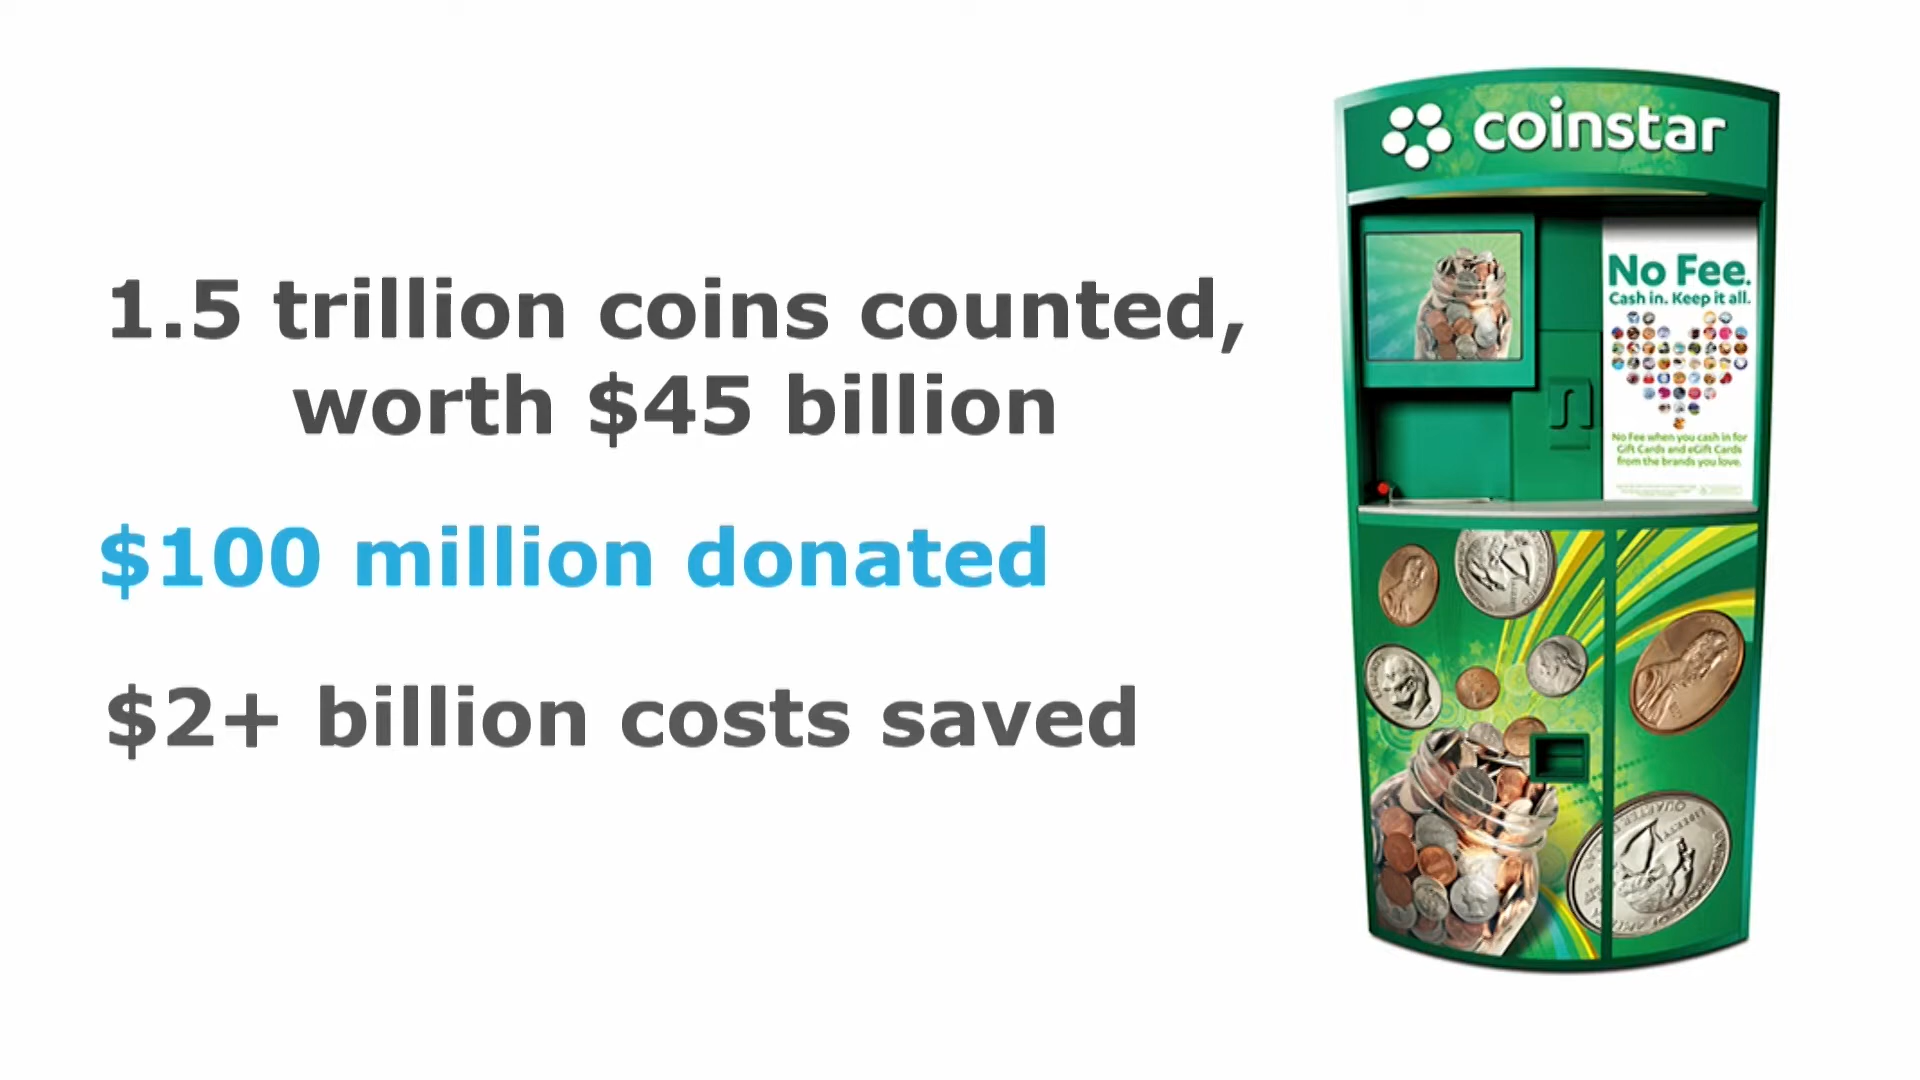 1.5 trillion coins counted,
worth $45 billion
$100 million donated
$2+ billion costs saved
coinstar
No Fee.
Cash in. Keep it all.
No Fee when you cash in for
Gift Cards and eGift Cards
from the brands you love.